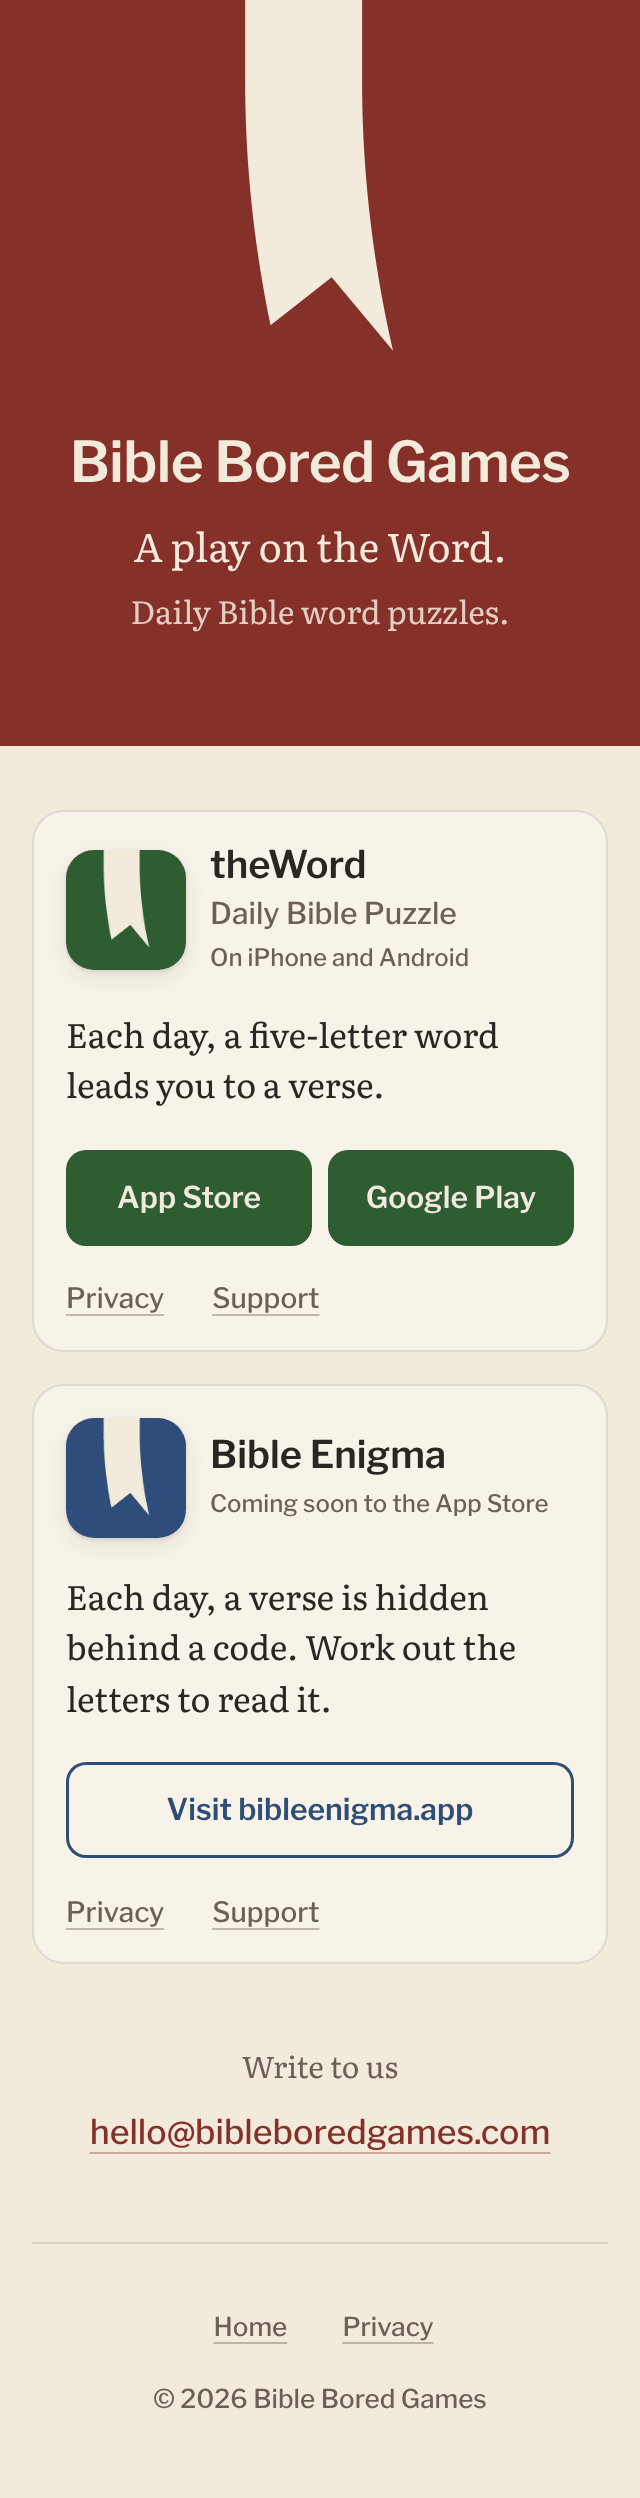 Bible Bored Games
A play on the Word.
Daily Bible word puzzles.
theWord
Daily Bible Puzzle
On iPhone and Android
Each day, a five-letter word
leads you to a verse.
App Store
Google Play
Privacy
Support
Bible Enigma
Coming soon to the App Store
Each day, a verse is hidden
behind a code. Work out the
letters to read it.
Visit bibleenigma.app
Privacy
Support
Write to us
hello@bibleboredgames.com
Home
Privacy
© 2026 Bible Bored Games